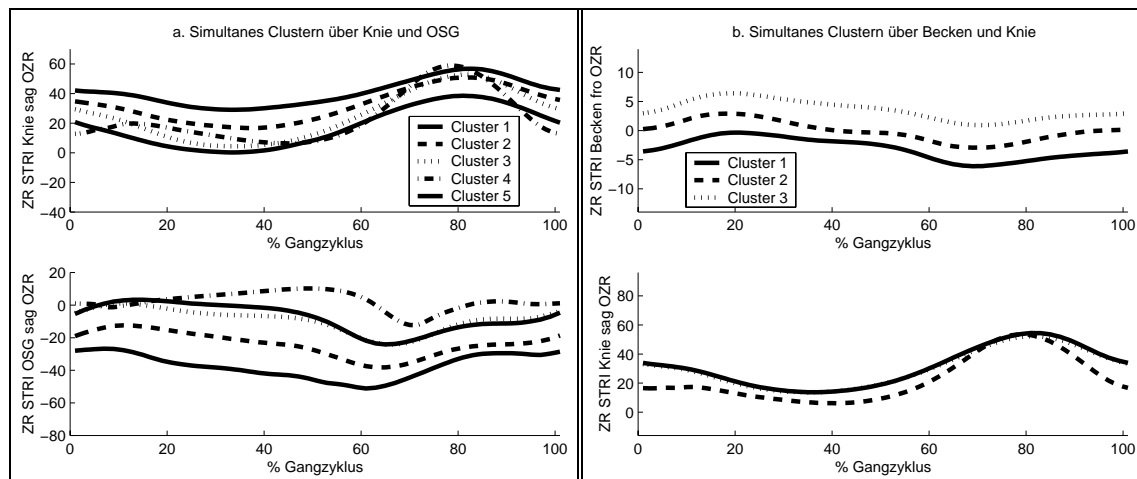 a. Simultanes Clustern über Knie und OSG
ZR STRI Knie sag OZR
60
40
20
0
−20
−40
0 20 40 60 80 100
% Gangzyklus
Cluster 1
Cluster 2
Cluster 3
Cluster 4
Cluster 5
ZR STRI OSG sag OZR
20
0
−20
−40
−60
−80
0 20 40 60 80 100
% Gangzyklus
b. Simultanes Clustern über Becken und Knie
ZR STRI Becken fro OZR
10
5
0
−5
−10
0 20 40 60 80 100
% Gangzyklus
Cluster 1
Cluster 2
Cluster 3
ZR STRI Knie sag OZR
80
60
40
20
0
0 20 40 60 80 100
% Gangzyklus